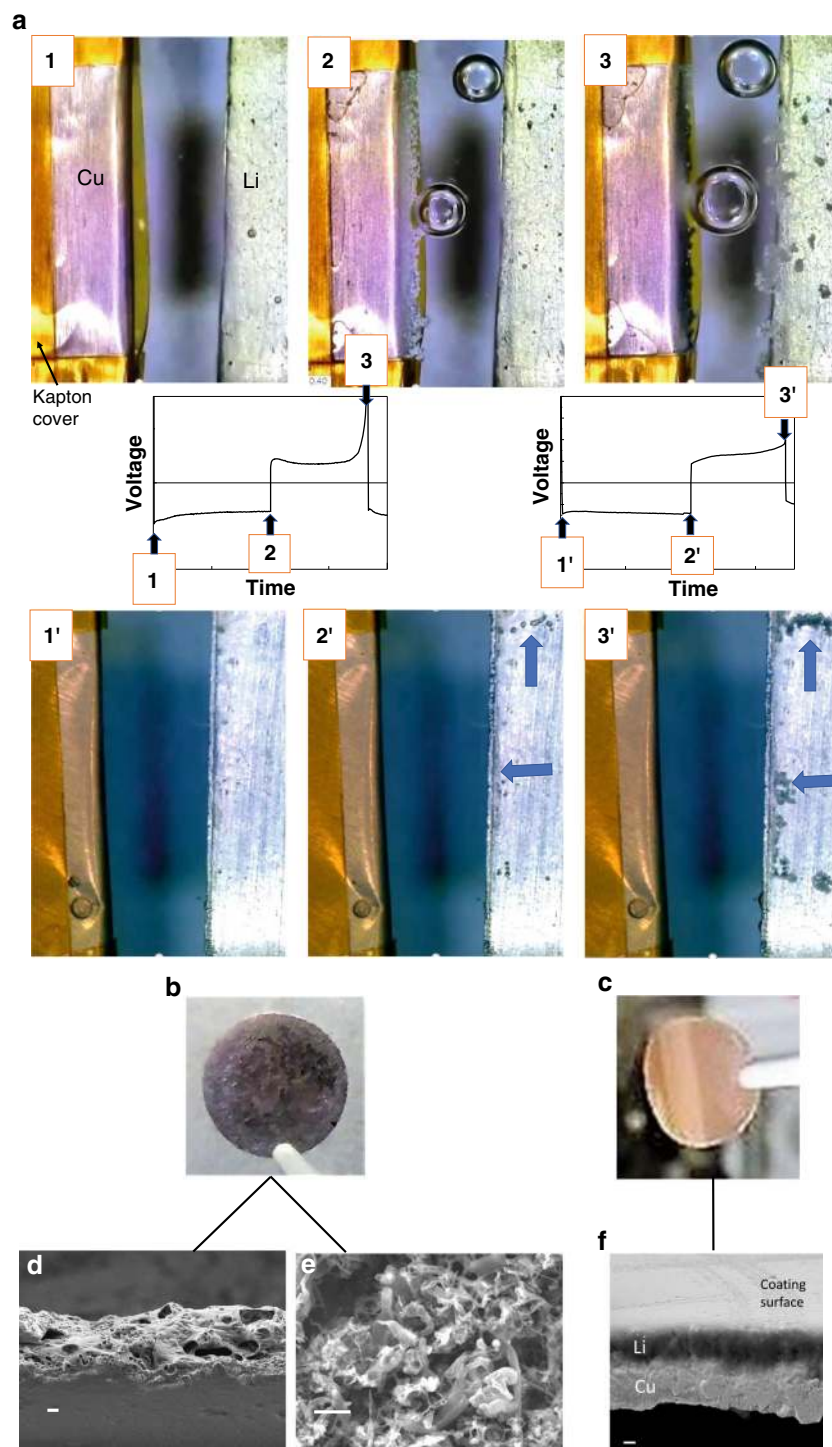 a
1
2
3
Cu
Li
0.40
Kapton
cover
3
3'
Voltage
Voltage
1
2
1'
2'
Time
Time
1'
2'
3'
b
c
d
e
f
Coating
surface
Li
Cu